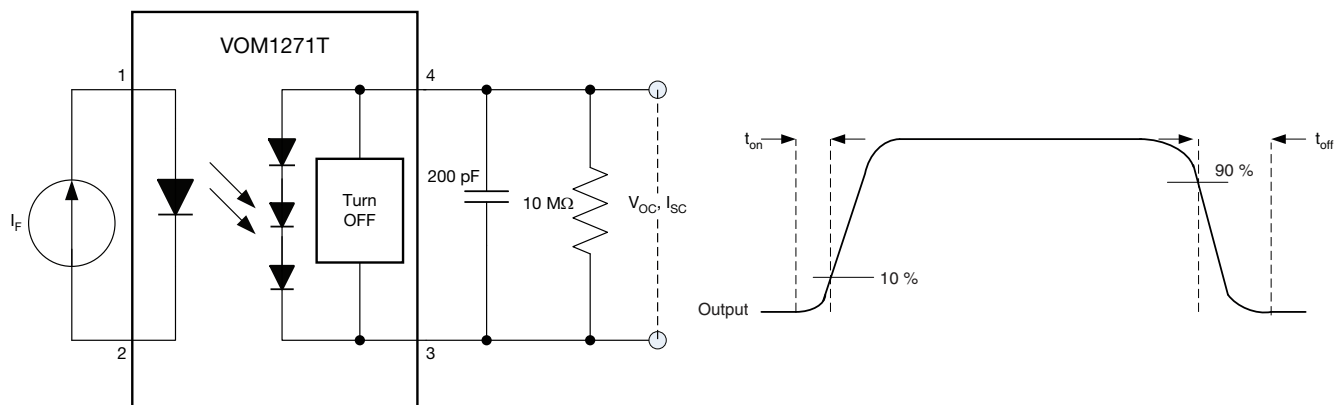 VOM1271T
1
4
I_F
Turn
OFF
200 pF
10 MΩ
V_OC, I_SC
2
3
t_on
t_off
90 %
10 %
Output